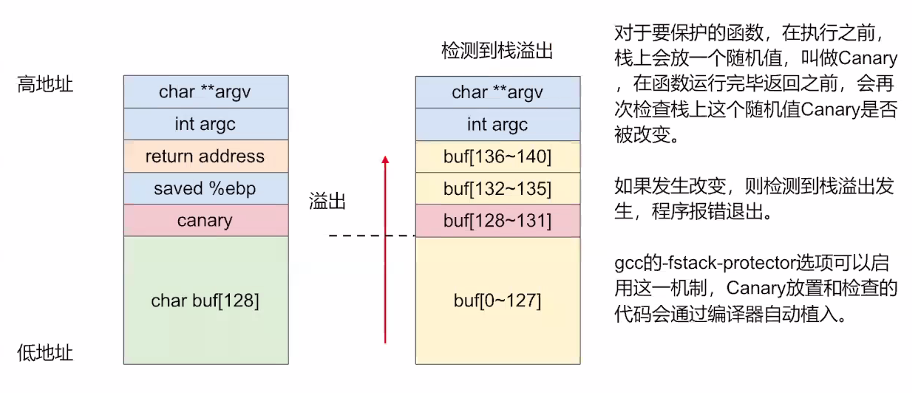 检测到栈溢出
高地址
char **argv
int argc
return address
saved %ebp
canary
char buf[128]
低地址
溢出
char **argv
int argc
buf[136~140]
buf[132~135]
buf[128~131]
buf[0~127]
对于要保护的函数，在执行之前，
栈上会放一个随机值，叫做Canary
，在函数运行完毕返回之前，会再
次检查栈上这个随机值Canary是否
被改变。
如果发生改变，则检测到栈溢出发
生，程序报错退出。
gcc的-fstack-protector选项可以启
用这一机制，Canary放置和检查的
代码会通过编译器自动植入。